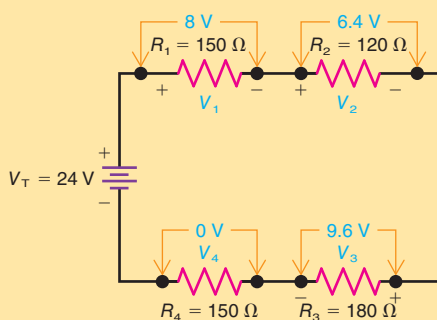 8 V 6.4 V
R1 = 150 Ω R2 = 120 Ω
+ − + −
V1 V2
+
VT = 24 V
−
0 V 9.6 V
V4 V3
− +
R4 = 150 Ω R3 = 180 Ω